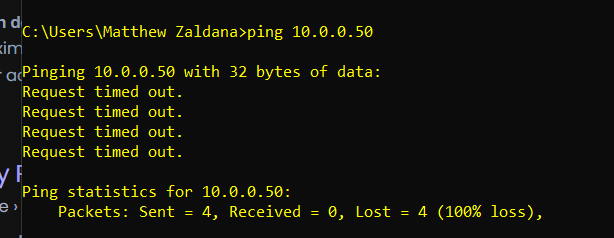 C:\Users\Matthew Zaldana>ping 10.0.0.50
Pinging 10.0.0.50 with 32 bytes of data:
Request timed out.
Request timed out.
Request timed out.
Request timed out.
Ping statistics for 10.0.0.50:
Packets: Sent = 4, Received = 0, Lost = 4 (100% loss),